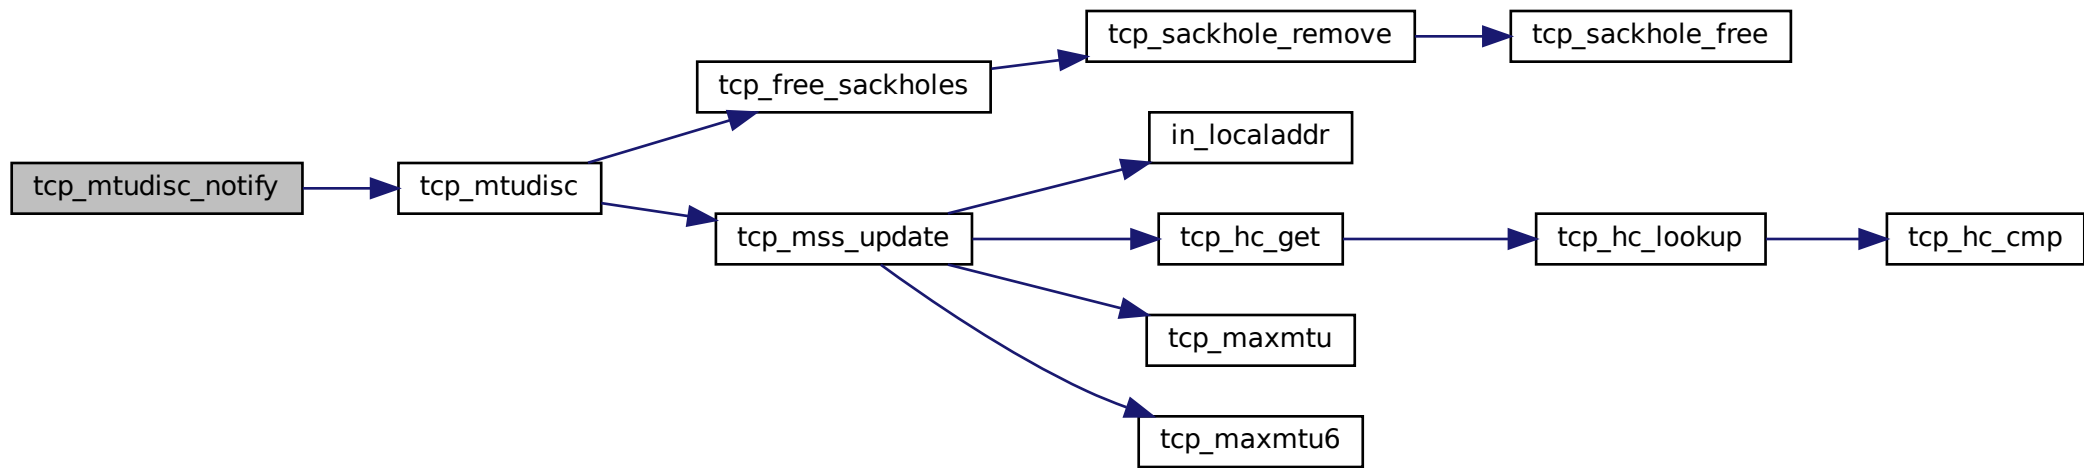 tcp_mtudisc_notify
tcp_mtudisc
tcp_free_sackholes
tcp_mss_update
tcp_sackhole_remove
in_localaddr
tcp_hc_get
tcp_maxmtu
tcp_maxmtu6
tcp_sackhole_free
tcp_hc_lookup
tcp_hc_cmp